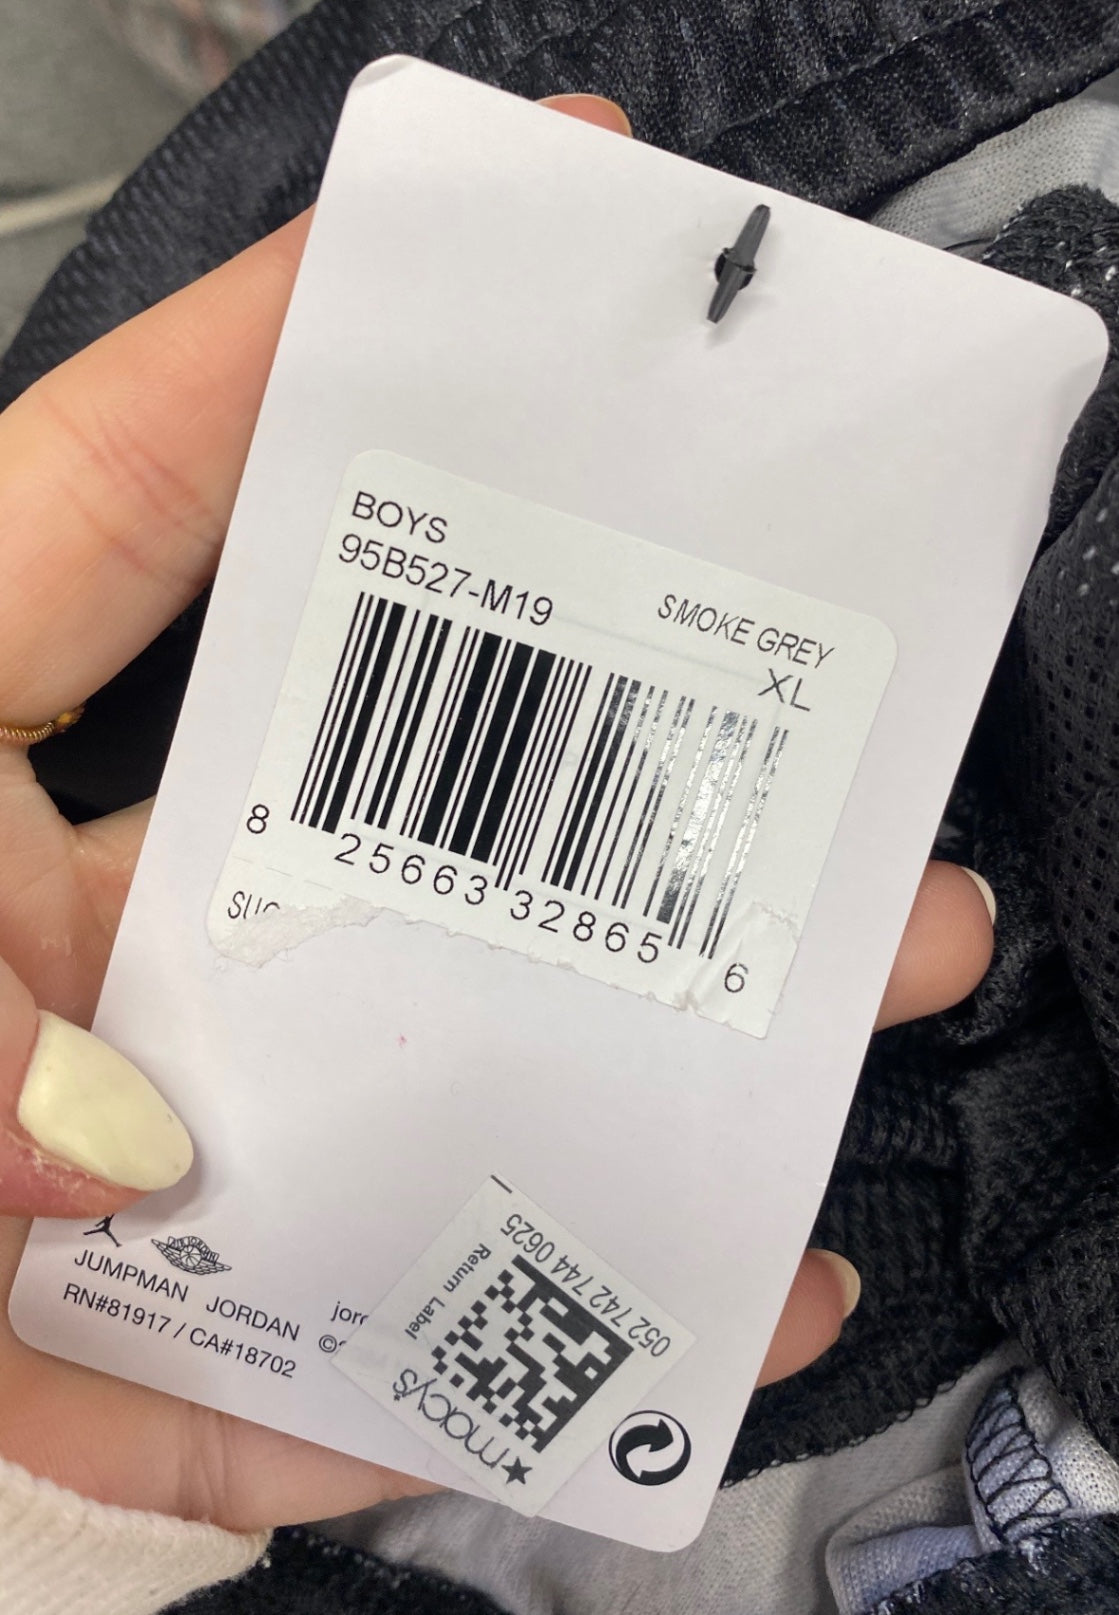 BOYS
95B527-M19
SMOKE GREY
XL
8 25663 32865 6
JUMPMAN JORDAN
RN#81917 / CA#18702
©
052 742 744 0625
Return Label
★macy's